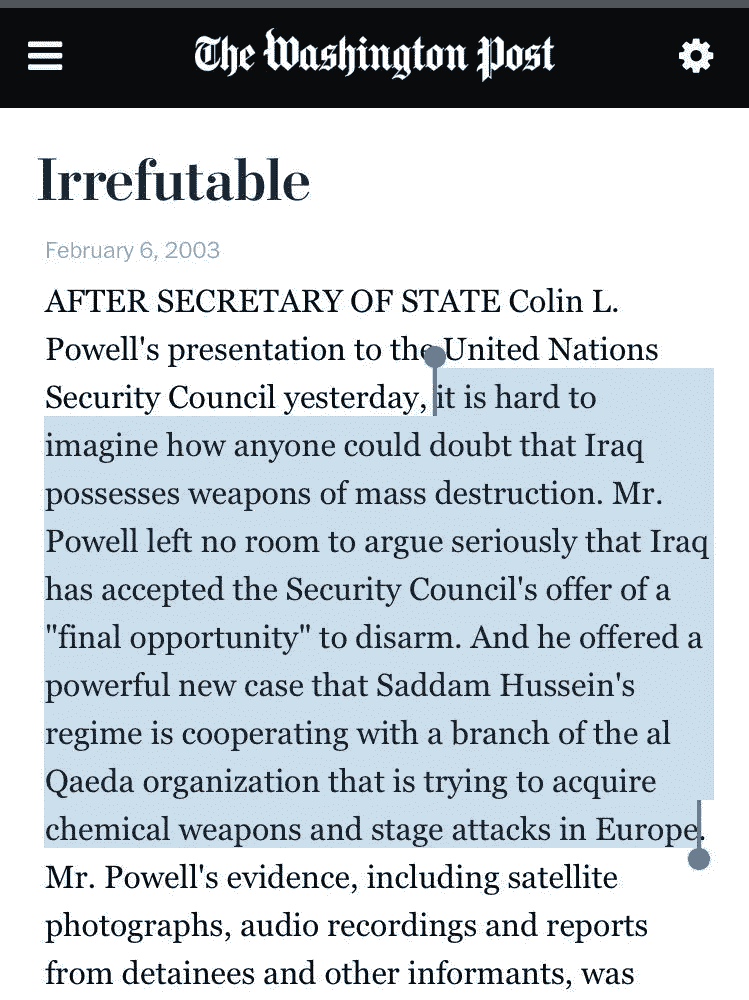 The Washington Post
Irrefutable
February 6, 2003
AFTER SECRETARY OF STATE Colin L.
Powell's presentation to the United Nations
Security Council yesterday, it is hard to
imagine how anyone could doubt that Iraq
possesses weapons of mass destruction. Mr.
Powell left no room to argue seriously that Iraq
has accepted the Security Council's offer of a
"final opportunity" to disarm. And he offered a
powerful new case that Saddam Hussein's
regime is cooperating with a branch of the al
Qaeda organization that is trying to acquire
chemical weapons and stage attacks in Europe.
Mr. Powell's evidence, including satellite
photographs, audio recordings and reports
from detainees and other informants, was